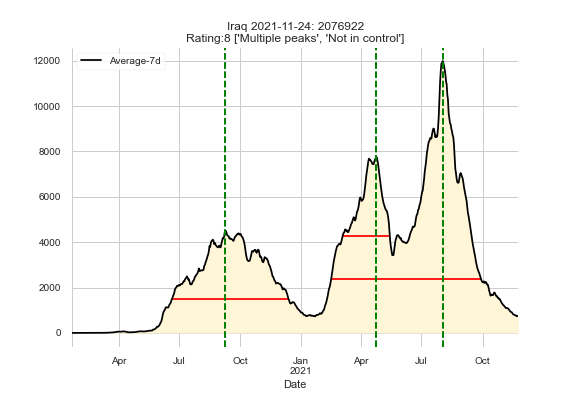 Iraq 2021-11-24: 2076922
Rating:8 ['Multiple peaks', 'Not in control']
Average-7d
12000
10000
8000
6000
4000
2000
0
Apr Jul Oct Jan Apr Jul Oct
2021
Date